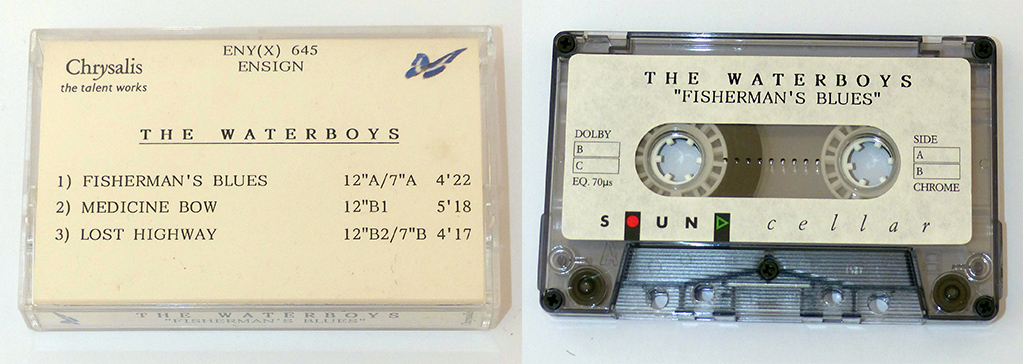 ENY(X) 645
ENSIGN
Chrysalis
the talent works
THE WATERBOYS
1) FISHERMAN'S BLUES 12"A/7"A 4'22
2) MEDICINE BOW 12"B1 5'18
3) LOST HIGHWAY 12"B2/7"B 4'17
THE WATERBOYS
"FISHERMAN'S BLUES"
THE WATERBOYS
"FISHERMAN'S BLUES"
DOLBY
B
C
EQ. 70µs
SIDE
A
B
CHROME
SOUND cellar